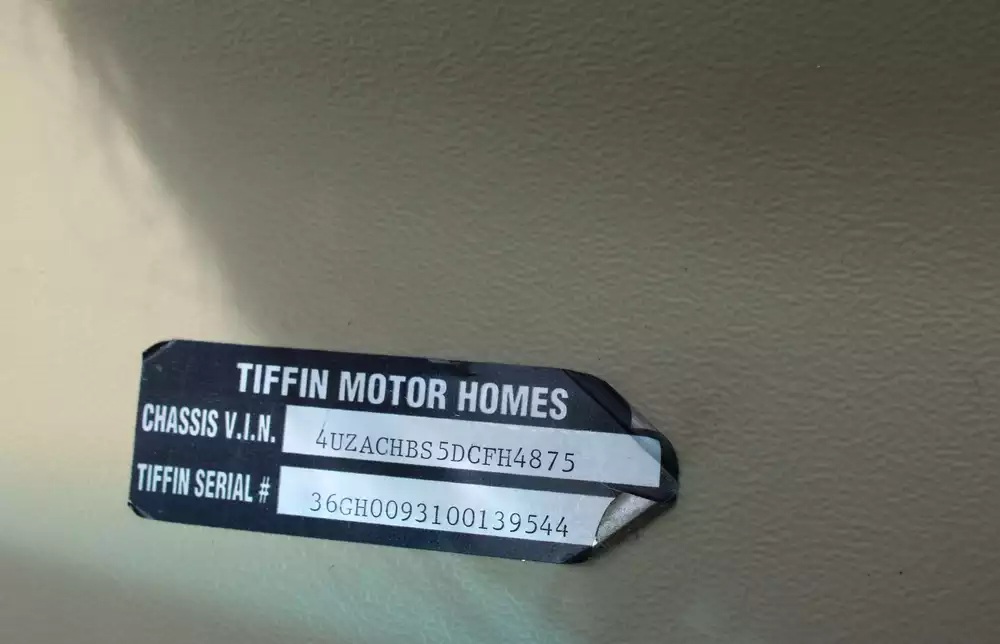 TIFFIN MOTOR HOMES
CHASSIS V.I.N. 4UZACHBS5DCFH4875
TIFFIN SERIAL # 36GH0093100139544